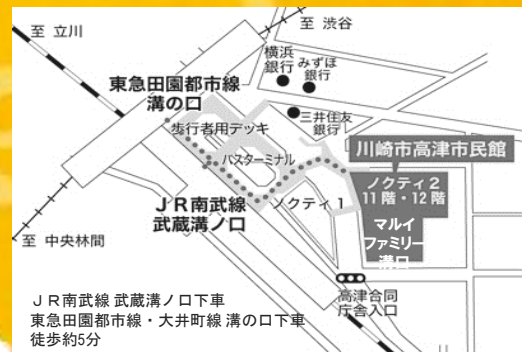 至 立川
至 渋谷
横浜
銀行
みずほ
銀行
東急田園都市線
溝の口
三井住友
銀行
歩行者用デッキ
川崎市高津市民館
バスターミナル
ノクティ2
11階・12階
JR南武線
武蔵溝ノ口
ノクティ1
マルイ
ファミリー
溝口
至 中央林間
高津合同
庁舎入口
JR南武線 武蔵溝ノ口下車
東急田園都市線・大井町線 溝の口下車
徒歩約5分